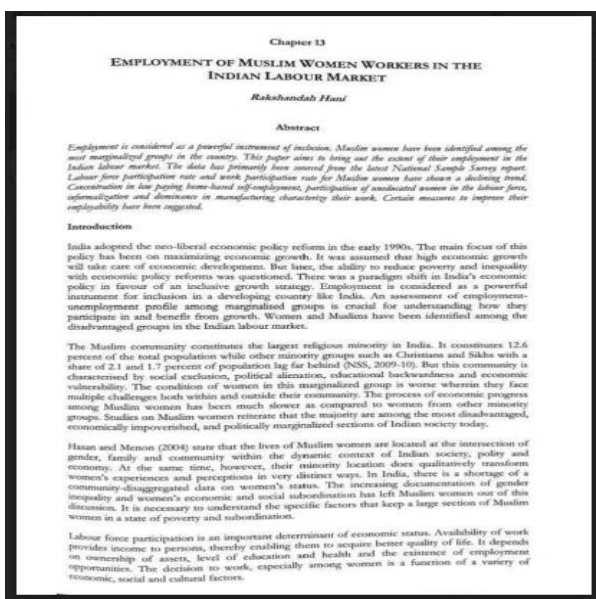 Chapter 13
EMPLOYMENT OF MUSLIM WOMEN WORKERS IN THE
INDIAN LABOUR MARKET
Rakshandah Hani
Abstract
Employment is considered as a powerful instrument of inclusion. Muslim women have been identified among the
most marginalized groups in the country. This paper aims to bring out the extent of their employment in the
Indian labour market. The data has primarily been sourced from the latest National Sample Survey report.
Labour force participation rate and work participation rate for Muslim women have shown a declining trend.
Concentration in low paying home-based self-employment, participation of uneducated women in the labour force,
informalization and dominance in manufacturing characterize their work. Certain measures to improve their
employability have been suggested.
Introduction
India adopted the neo-liberal economic policy reform in the early 1990s. The main focus of this
policy has been on maximizing economic growth. It was assumed that high economic growth
will take care of economic development. But later, the ability to reduce poverty and inequality
with economic policy reforms was questioned. There was a paradigm shift in India's economic
policy in favour of an inclusive growth strategy. Employment is considered as a powerful
instrument for inclusion in a developing country like India. An assessment of employment-
unemployment profile among marginalised groups is crucial for understanding how they
participate in and benefit from growth. Women and Muslims have been identified among the
disadvantaged groups in the Indian labour market.
The Muslim community constitutes the largest religious minority in India. It constitutes 12.6
percent of the total population while other minority groups such as Christians and Sikhs with a
share of 2.1 and 1.7 percent of population lag far behind (NSS, 2009-10). But this community is
characterised by social exclusion, political alienation, educational backwardness and economic
vulnerability. The condition of women in this marginalized group is worse wherein they face
multiple challenges both within and outside their community. The process of economic progress
among Muslim women has been much slower as compared to women from other minority
groups. Studies on Muslim women reiterate that the majority are among the most disadvantaged,
economically impoverished, and politically marginalized sections of Indian society today.
Hasan and Menon (2004) state that the lives of Muslim women are located at the intersection of
gender, family and community within the dynamic context of Indian society, polity and
economy. At the same time, however, their minority location does qualitatively transform
women's experiences and perceptions in very distinct ways. In India, there is a shortage of a
community-disaggregated data on women's status. The increasing documentation of gender
inequality and women's economic and social subordination has left Muslim women out of this
discussion. It is necessary to understand the specific factors that keep a large section of Muslim
women in a state of poverty and subordination.
Labour force participation is an important determinant of economic status. Availability of work
provides income to persons, thereby enabling them to acquire better quality of life. It depends
on ownership of assets, level of education and health and the existence of employment
opportunities. The decision to work, especially among women is a function of a variety of
economic, social and cultural factors.